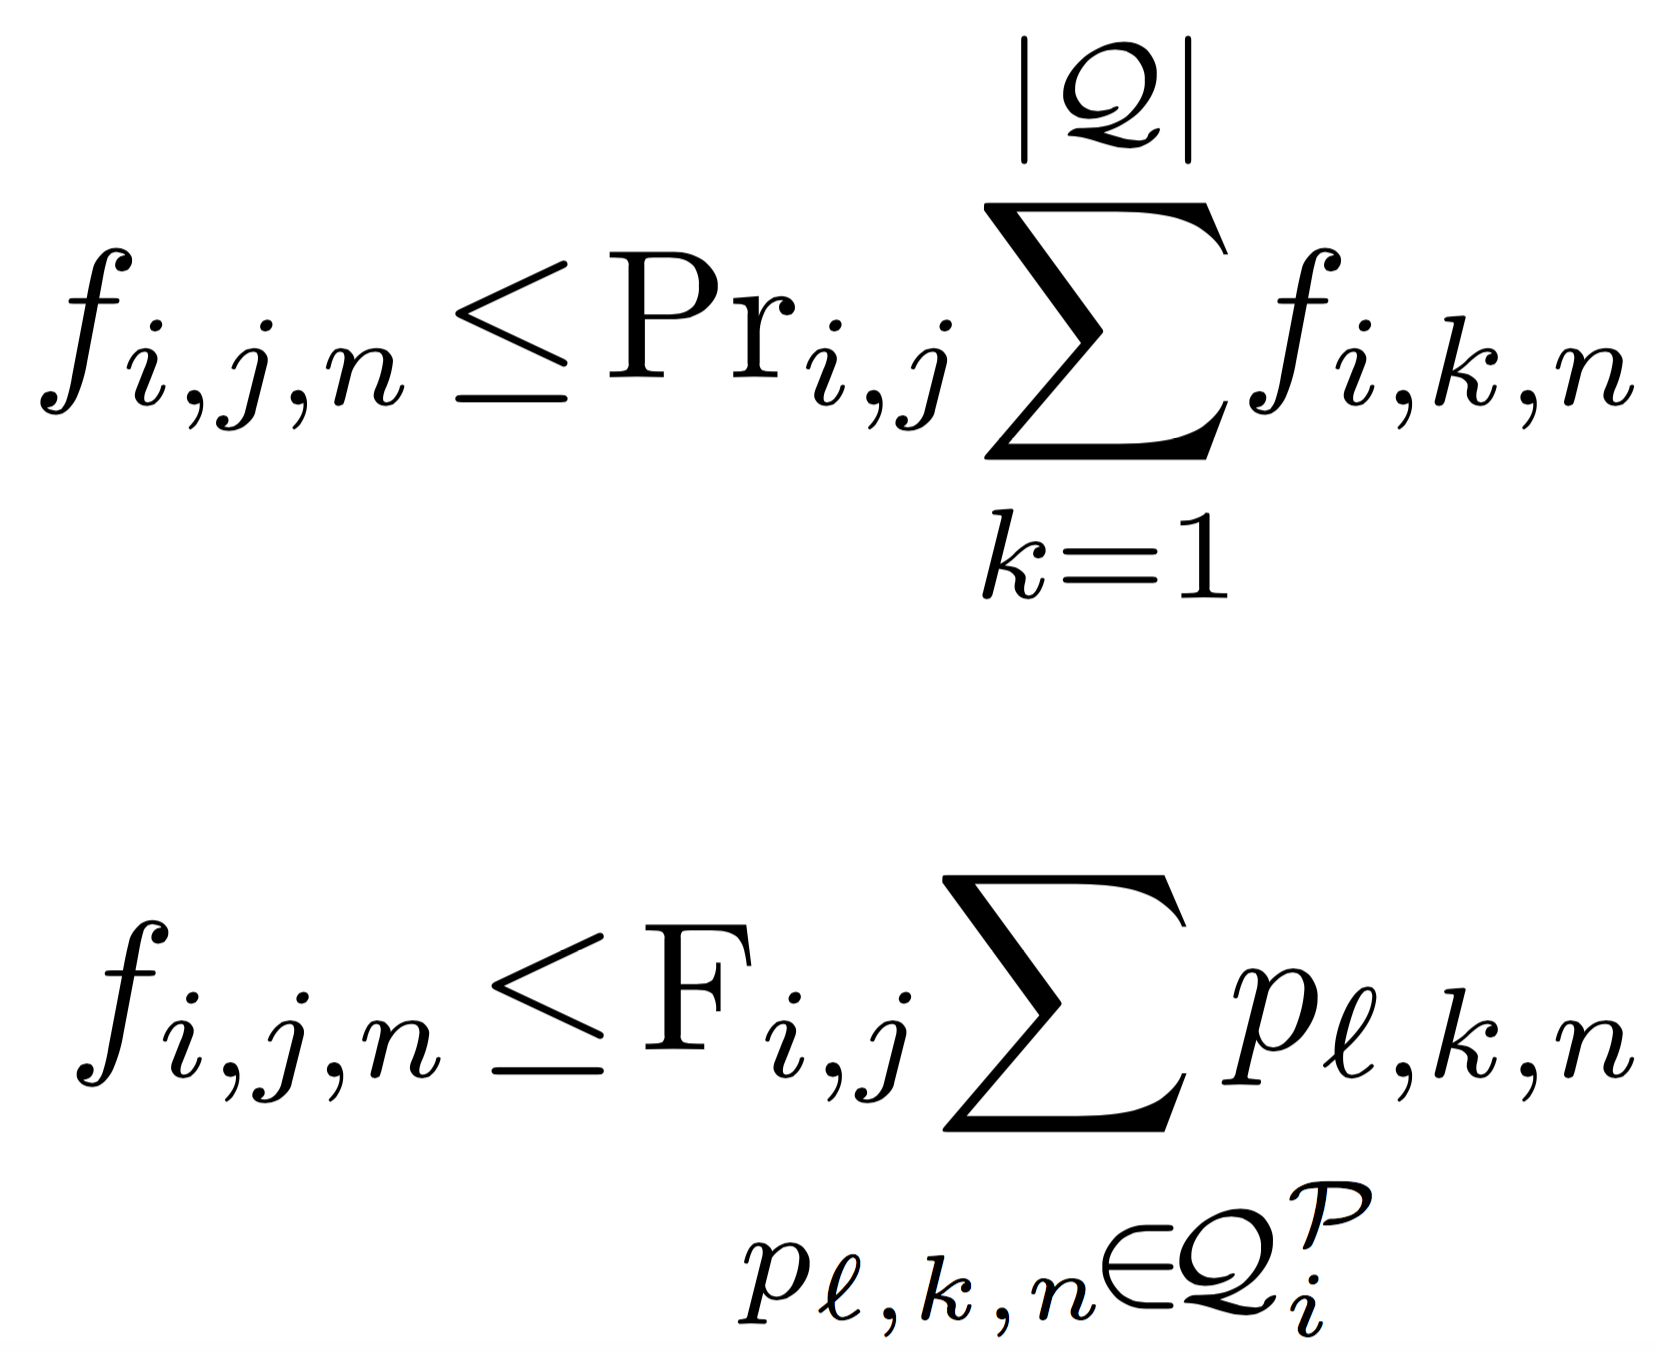 $f_{i,j,n} \leq \mathrm{Pr}_{i,j} \sum_{k=1}^{|\mathcal{Q}|} f_{i,k,n}$
$f_{i,j,n} \leq \mathrm{F}_{i,j} \sum_{p_{\ell,k,n} \in \mathcal{Q}_i^{\mathcal{P}}} p_{\ell,k,n}$